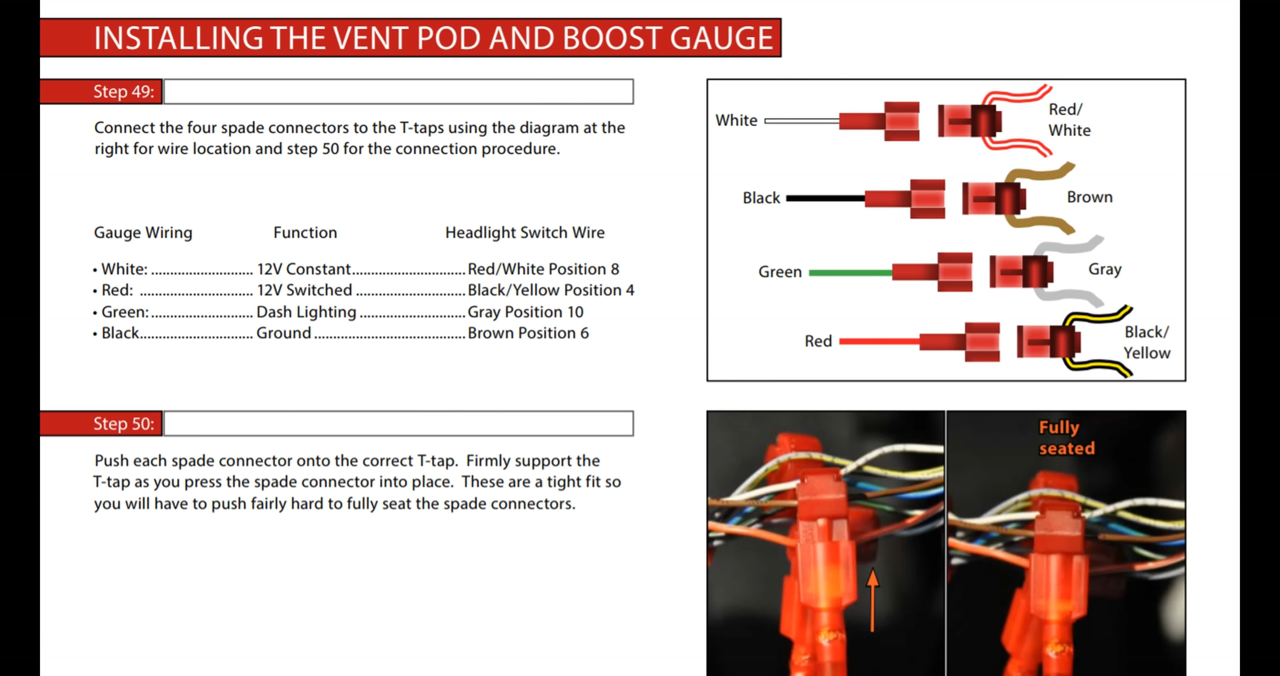 INSTALLING THE VENT POD AND BOOST GAUGE
Step 49:
Connect the four spade connectors to the T-taps using the diagram at the
right for wire location and step 50 for the connection procedure.
Gauge Wiring Function Headlight Switch Wire
• White: ........................... 12V Constant............................. Red/White Position 8
• Red: ............................. 12V Switched ............................ Black/Yellow Position 4
• Green:........................... Dash Lighting ........................... Gray Position 10
• Black............................. Ground ....................................... Brown Position 6
White
Red/
White
Black
Brown
Green
Gray
Red
Black/
Yellow
Step 50:
Push each spade connector onto the correct T-tap. Firmly support the
T-tap as you press the spade connector into place. These are a tight fit so
you will have to push fairly hard to fully seat the spade connectors.
Fully
seated